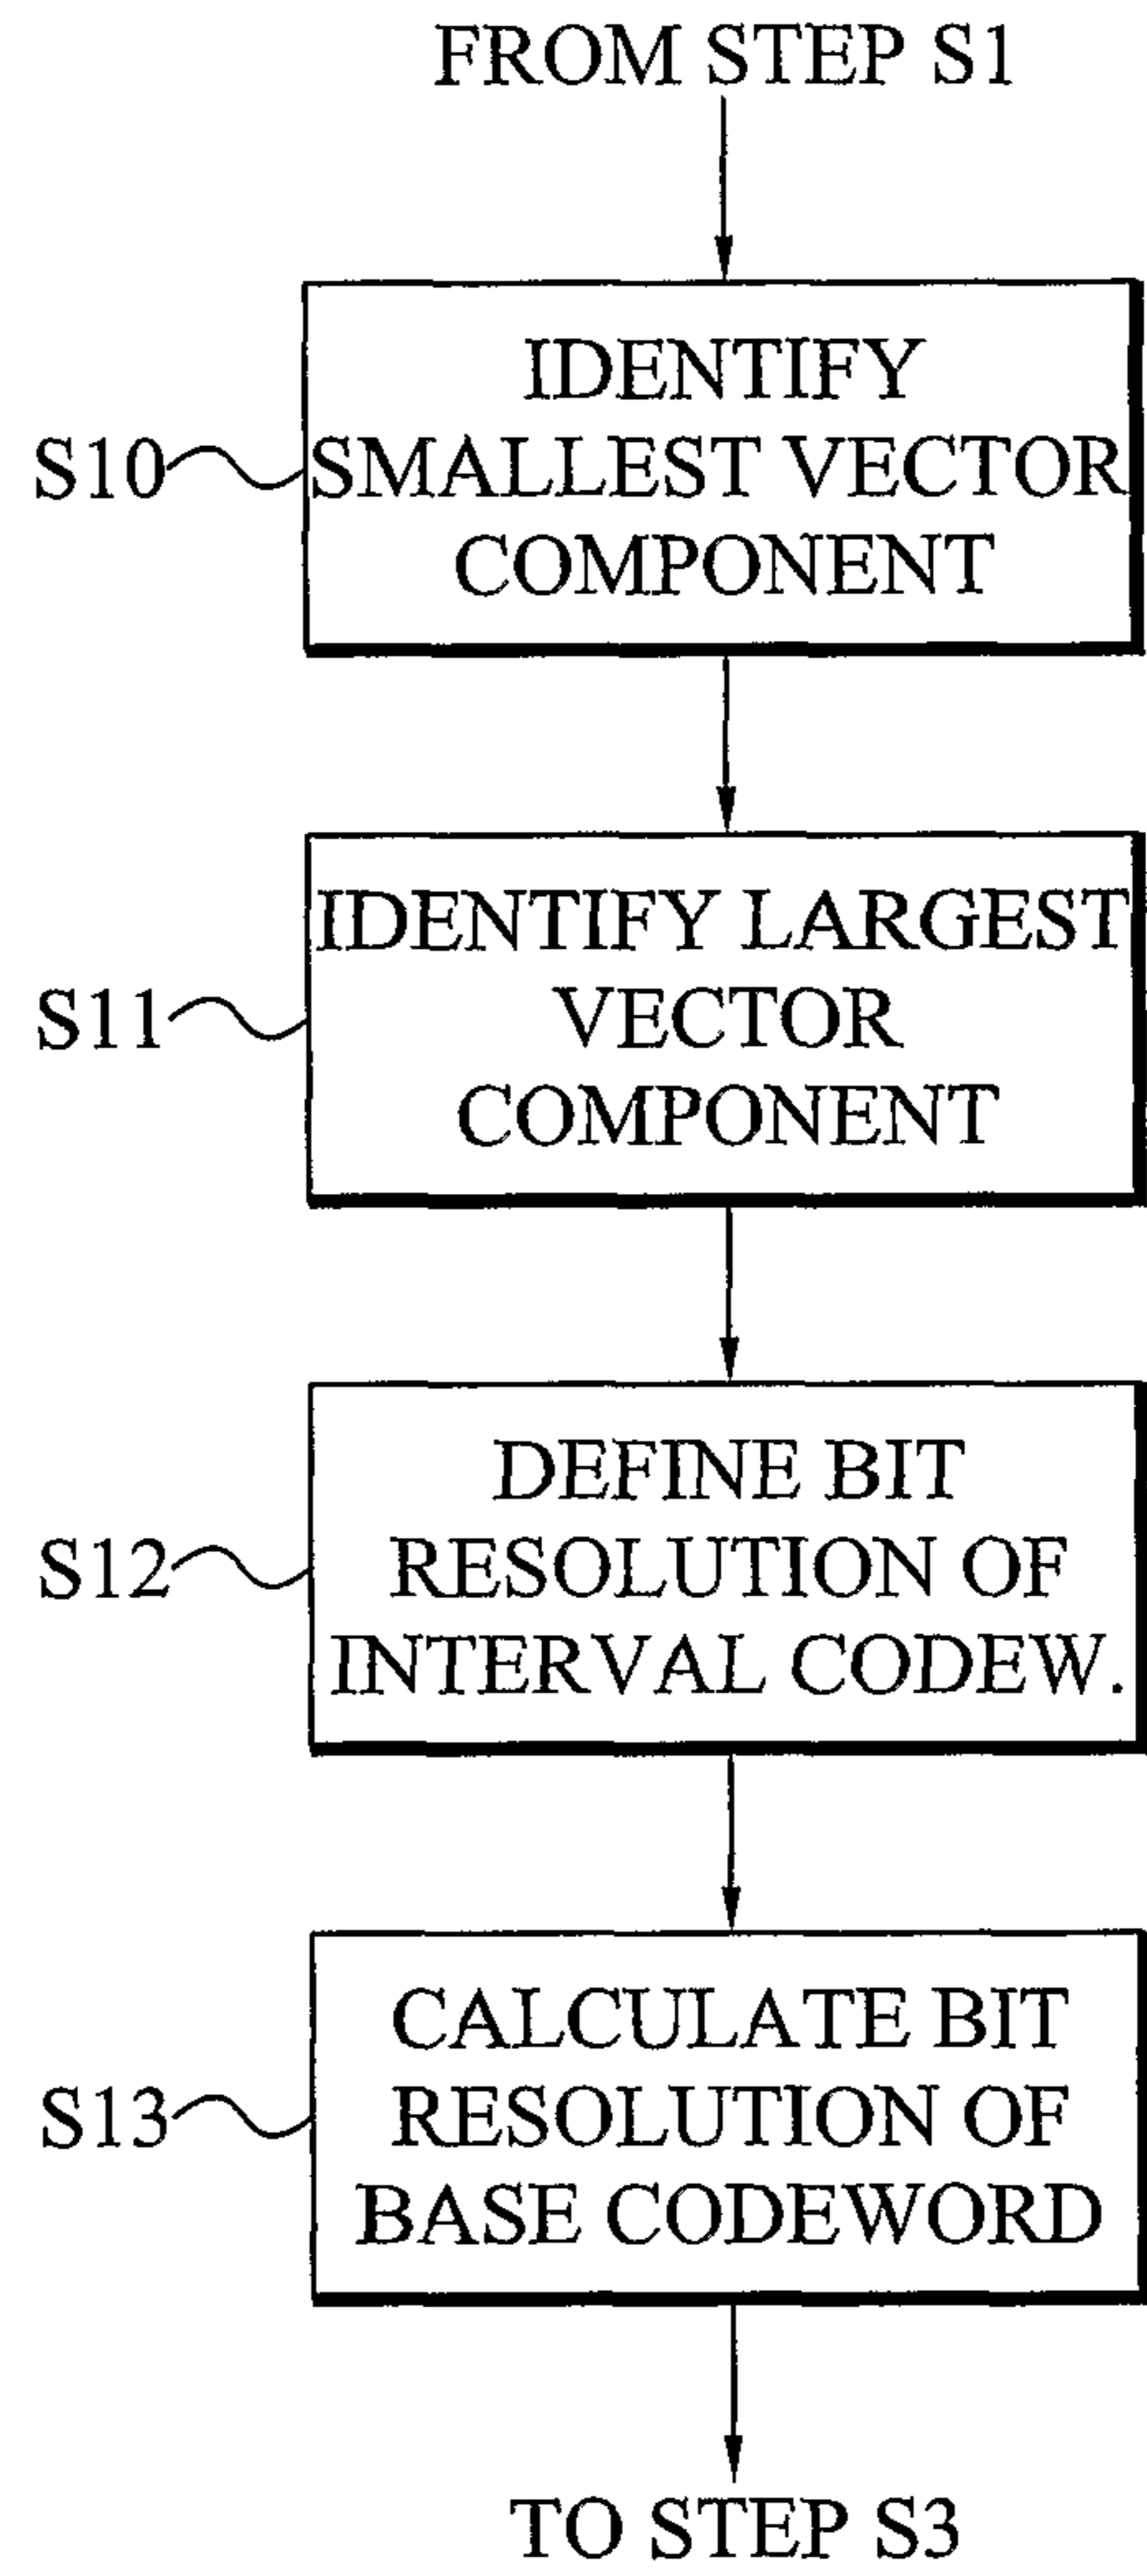 FROM STEP S1
IDENTIFY
S10
SMALLEST VECTOR
COMPONENT
IDENTIFY LARGEST
S11
VECTOR
COMPONENT
DEFINE BIT
S12
RESOLUTION OF
INTERVAL CODEW.
CALCULATE BIT
S13
RESOLUTION OF
BASE CODEWORD
TO STEP S3